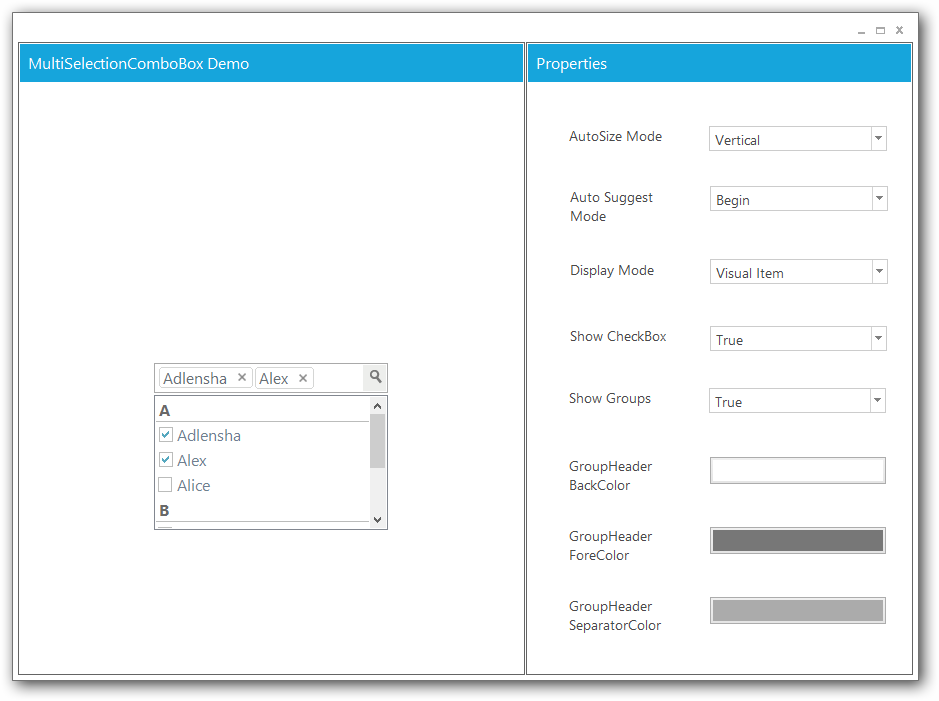 MultiSelectionComboBox Demo
Adlensha
Alex
A
Adlensha
Alex
Alice
B
Properties
AutoSize Mode
Vertical
Auto Suggest
Mode
Begin
Display Mode
Visual Item
Show CheckBox
True
Show Groups
True
GroupHeader
BackColor
GroupHeader
ForeColor
GroupHeader
SeparatorColor